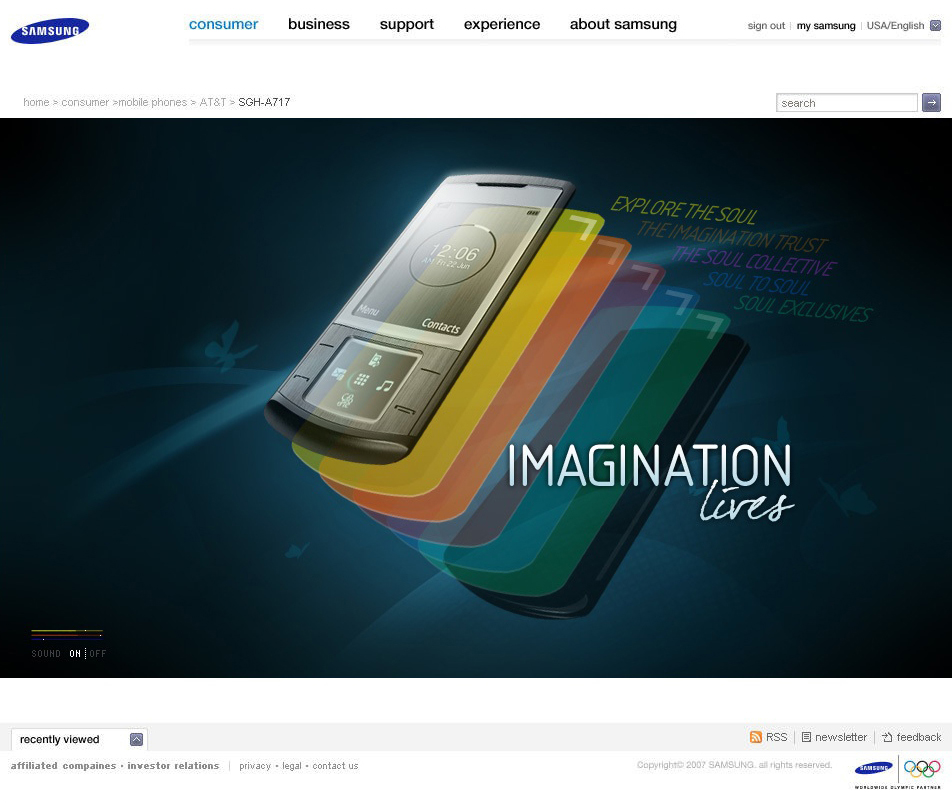 SAMSUNG
consumer business support experience about samsung
sign out | my samsung | USA/English
home > consumer >mobile phones > AT&T > SGH-A717
search
EXPLORE THE SOUL
THE IMAGINATION TRUST
THE SOUL COLLECTIVE
SOUL TO SOUL
SOUL EXCLUSIVES
12:06
AM Fri 22 Jun
Menu
Contacts
IMAGINATION
lives
SOUND ON OFF
recently viewed
RSS | newsletter | feedback
affiliated compaines • investor relations | privacy • legal • contact us
Copyright© 2007 SAMSUNG. all rights reserved.
SAMSUNG
WORLDWIDE OLYMPIC PARTNER